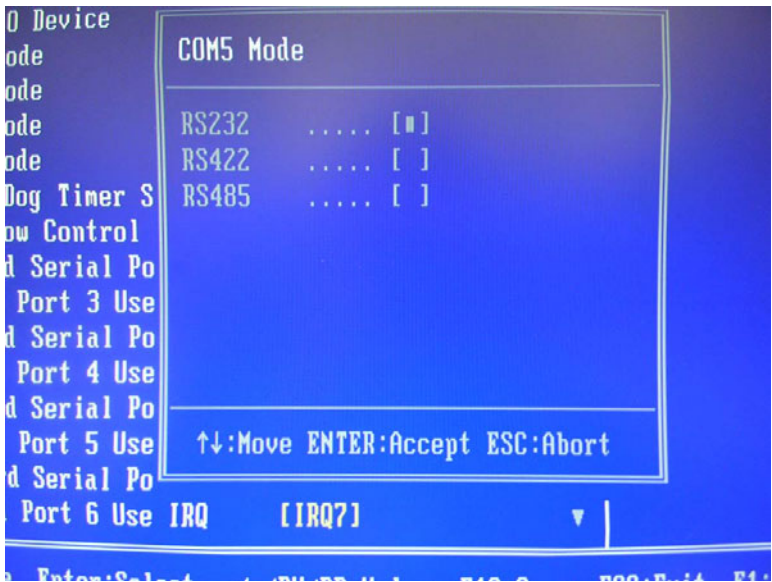 O Device
ode
ode
ode
ode
Dog Timer S
ow Control
d Serial Po
Port 3 Use
d Serial Po
Port 4 Use
d Serial Po
Port 5 Use
d Serial Po
Port 6 Use IRQ [IRQ7] ▼
COM5 Mode
RS232 ..... [■]
RS422 ..... [ ]
RS485 ..... [ ]
↑↓:Move ENTER:Accept ESC:Abort
Enter:Select